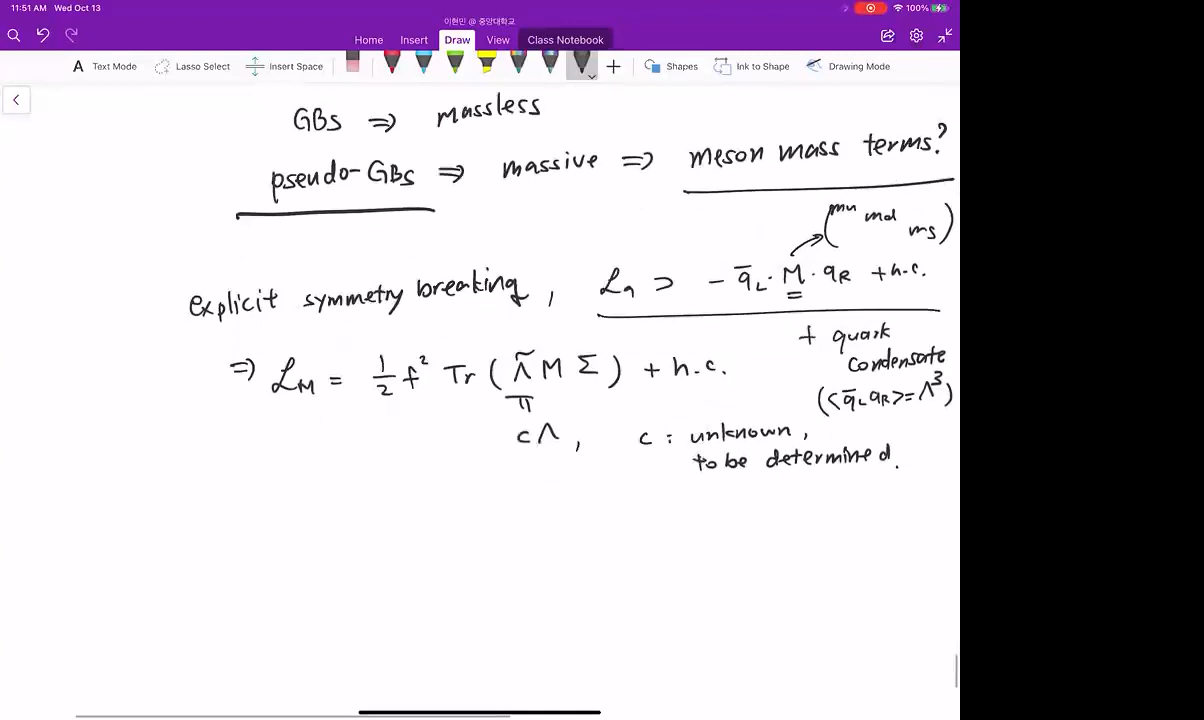 11:51 AM Wed Oct 13
100%
이현민 @ 중앙대학교
Home Insert Draw View Class Notebook
A Text Mode Lasso Select Insert Space Shapes Ink to Shape Drawing Mode
GBs ⇒ massless
pseudo-GBs ⇒ massive ⇒ meson mass terms?
(mu md ms)
explicit symmetry breaking, ℒq ⊃ - q̄L · M · qR + h.c.
+ quark
condensate
(<q̄L qR> = Λ³)
⇒ ℒM = 1/2 f² Tr ( Λ̃ M Σ ) + h.c.
cΛ, c : unknown,
to be determined.